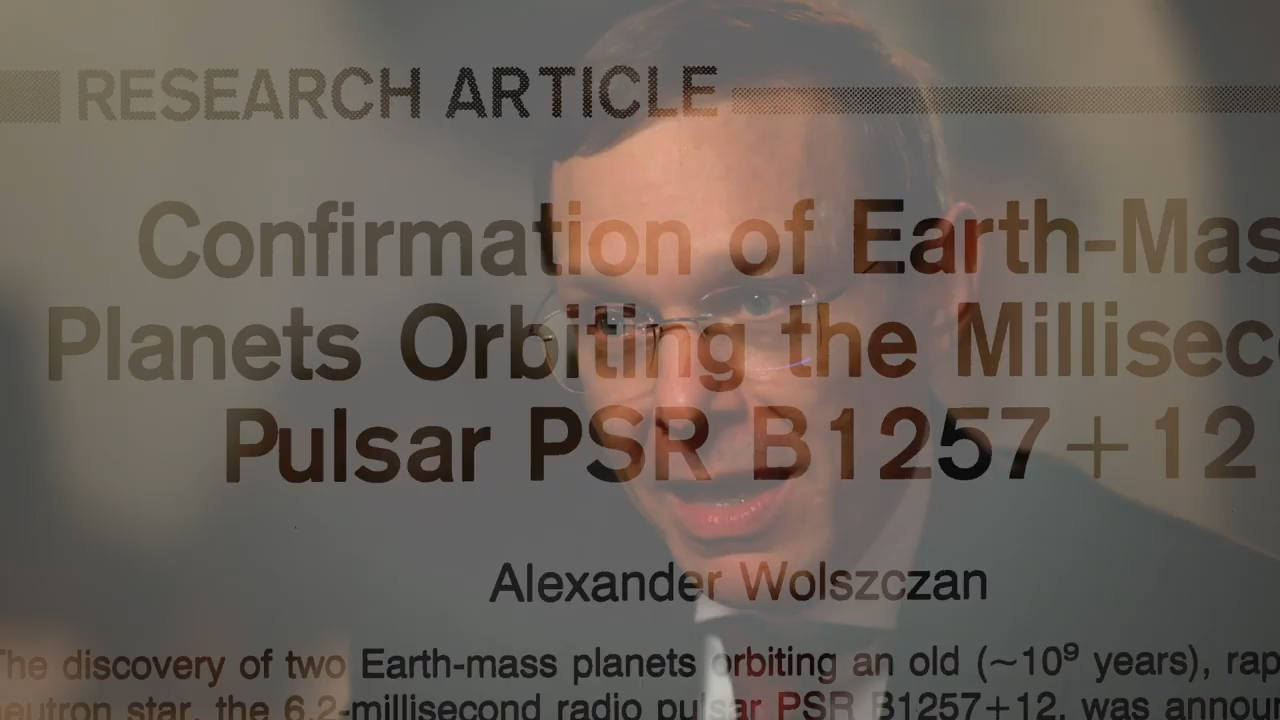 RESEARCH ARTICLE
Confirmation of Earth-Mas
Planets Orbiting the Millisec
Pulsar PSR B1257+12
Alexander Wolszczan
The discovery of two Earth-mass planets orbiting an old (~10⁹ years), rap
neutron star, the 6.2-millisecond radio pulsar PSR B1257+12, was annou